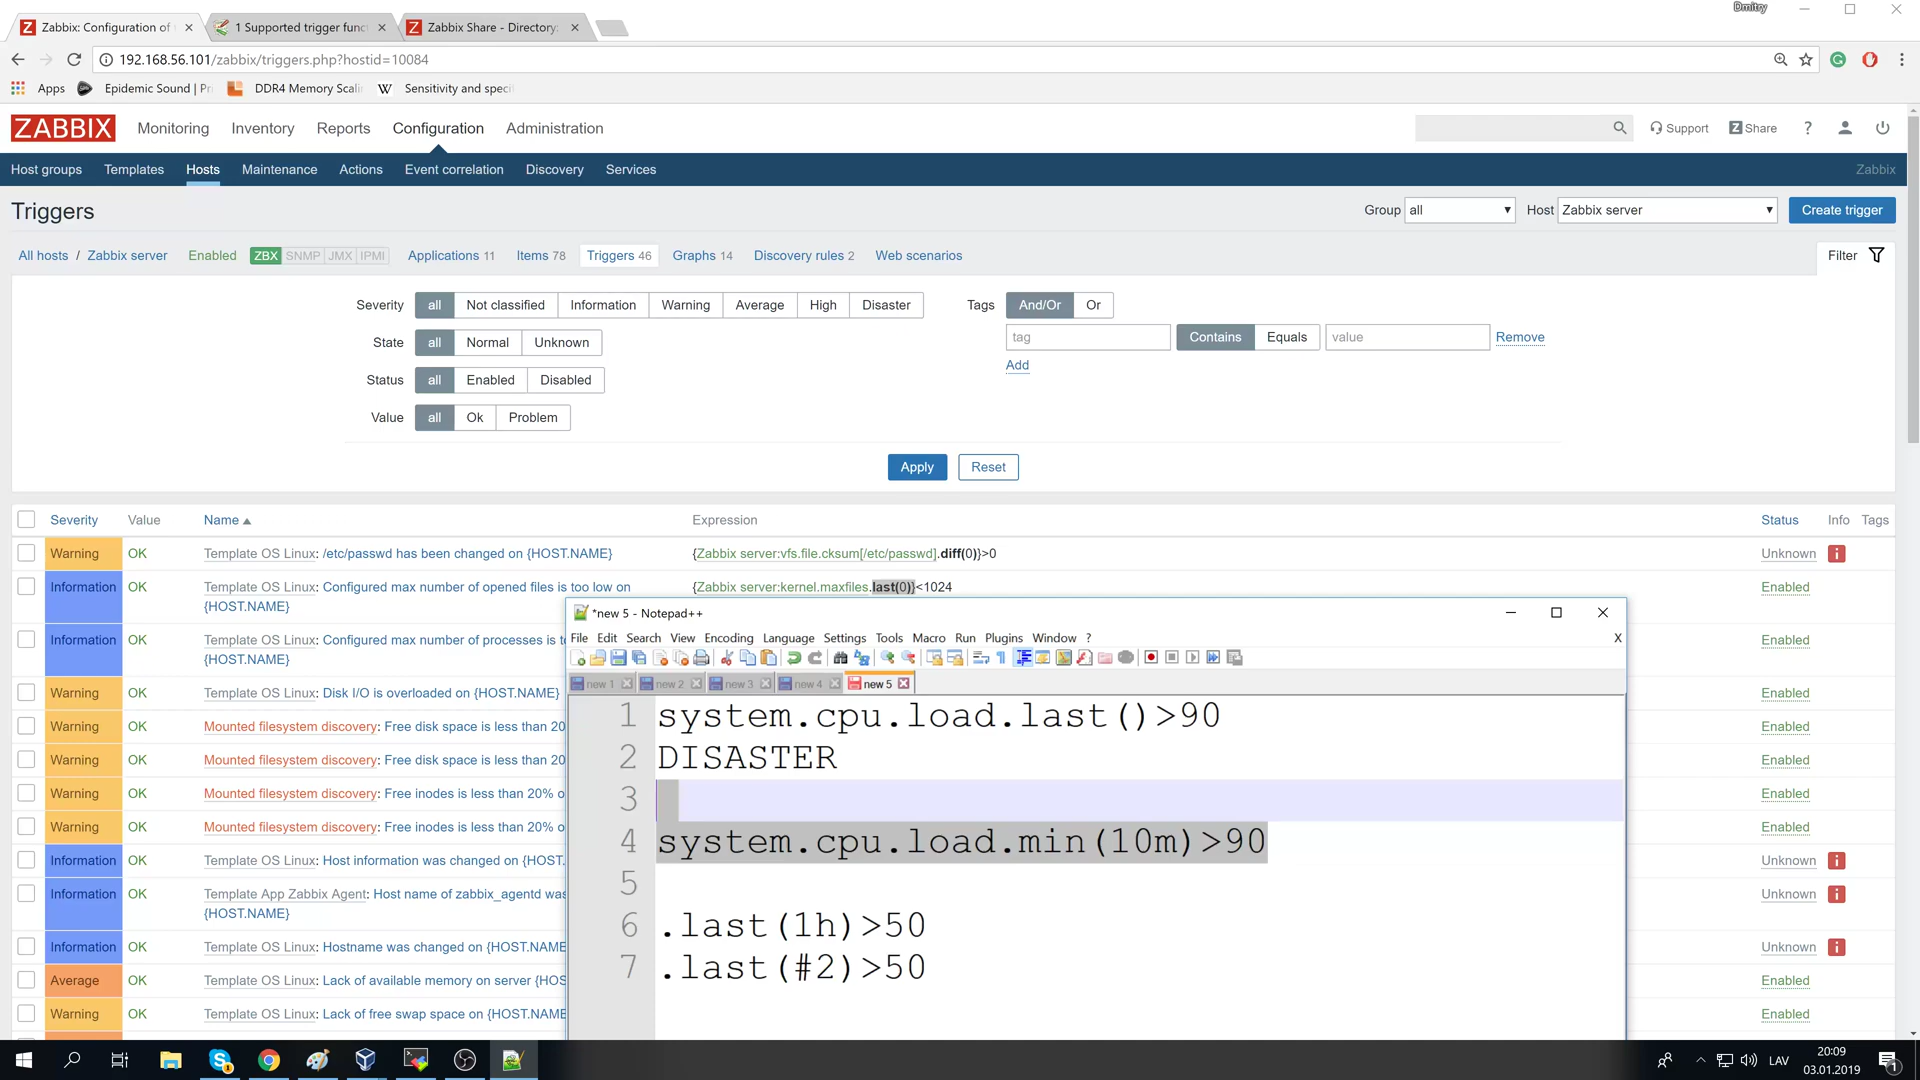 Dmitry
Zabbix: Configuration of
1 Supported trigger func
Zabbix Share - Directory:
192.168.56.101/zabbix/triggers.php?hostid=10084
Apps
Epidemic Sound | Pr
DDR4 Memory Scalin
Sensitivity and speci
ZABBIX
Monitoring
Inventory
Reports
Configuration
Administration
Support
Share
?
Host groups
Templates
Hosts
Maintenance
Actions
Event correlation
Discovery
Services
Zabbix
Triggers
Group
all
Host
Zabbix server
Create trigger
All hosts / Zabbix server
Enabled
ZBX SNMP JMX IPMI
Applications 11
Items 78
Triggers 46
Graphs 14
Discovery rules 2
Web scenarios
Filter
Severity all Not classified Information Warning Average High Disaster
Tags And/Or Or
State all Normal Unknown
tag Contains Equals value Remove
Add
Status all Enabled Disabled
Value all Ok Problem
Apply
Reset
Severity Value Name Expression Status Info Tags
Warning OK Template OS Linux: /etc/passwd has been changed on {HOST.NAME} {Zabbix server:vfs.file.cksum[/etc/passwd].diff(0)}>0 Unknown i
Information OK Template OS Linux: Configured max number of opened files is too low on {Zabbix server:kernel.maxfiles.last(0)}<1024 Enabled
{HOST.NAME}
Information OK Template OS Linux: Configured max number of processes is t Enabled
{HOST.NAME}
Warning OK Template OS Linux: Disk I/O is overloaded on {HOST.NAME} Enabled
Warning OK Mounted filesystem discovery: Free disk space is less than 20 Enabled
Warning OK Mounted filesystem discovery: Free disk space is less than 20 Enabled
Warning OK Mounted filesystem discovery: Free inodes is less than 20% o Enabled
Warning OK Mounted filesystem discovery: Free inodes is less than 20% o Enabled
Information OK Template OS Linux: Host information was changed on {HOST. Unknown i
Information OK Template App Zabbix Agent: Host name of zabbix_agentd was Unknown i
{HOST.NAME}
Information OK Template OS Linux: Hostname was changed on {HOST.NAME Unknown i
Average OK Template OS Linux: Lack of available memory on server {HOS Enabled
Warning OK Template OS Linux: Lack of free swap space on {HOST.NAME Enabled
*new 5 - Notepad++
File Edit Search View Encoding Language Settings Tools Macro Run Plugins Window ? X
new 1 new 2 new 3 new 4 new 5
1 system.cpu.load.last()>90
2 DISASTER
3
4 system.cpu.load.min(10m)>90
5
6 .last(1h)>50
7 .last(#2)>50
LAV
20:09
03.01.2019
1